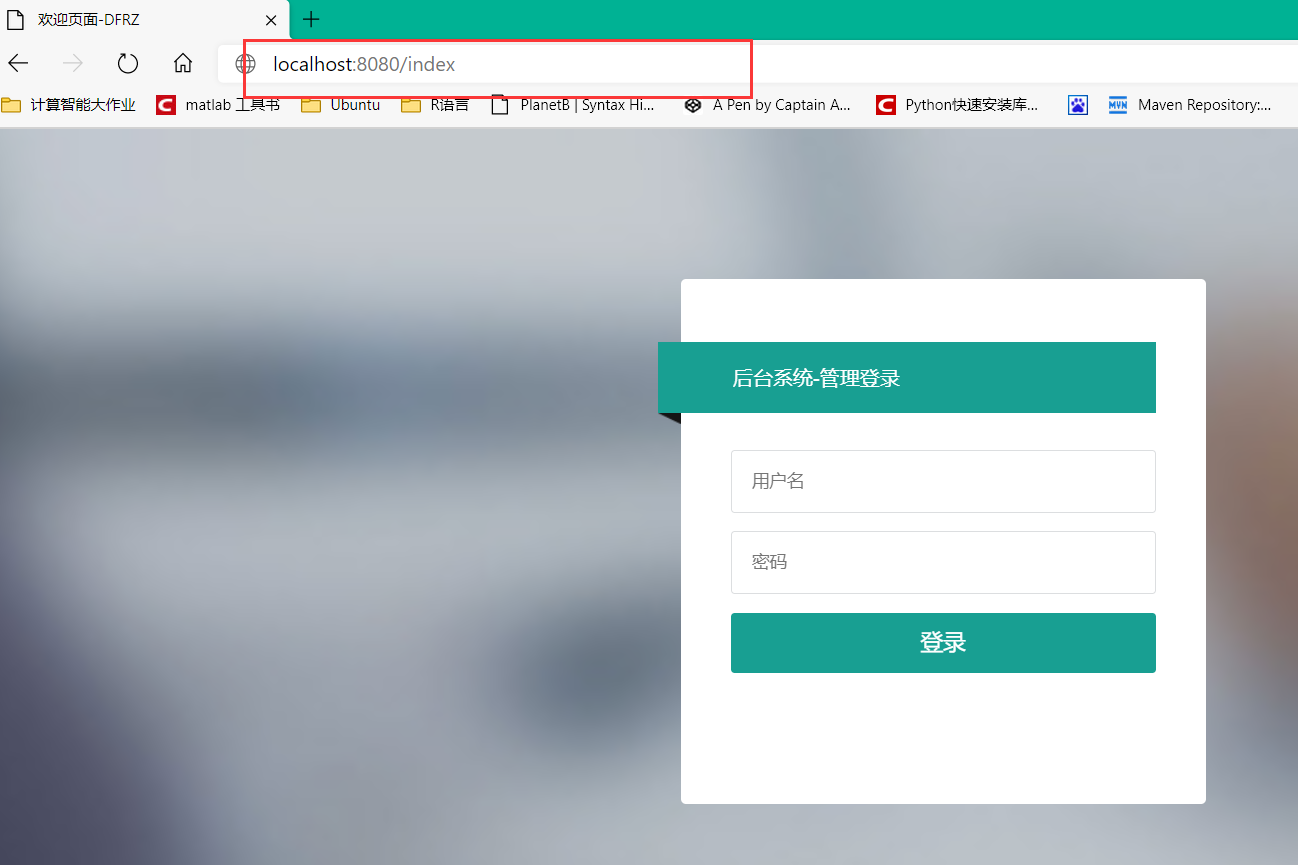 欢迎页面-DFRZ
localhost:8080/index
计算智能大作业 matlab 工具书 Ubuntu R语言 PlanetB | Syntax Hi... A Pen by Captain A... Python快速安装库... MVN Maven Repository:...
后台系统-管理登录
用户名
密码
登录